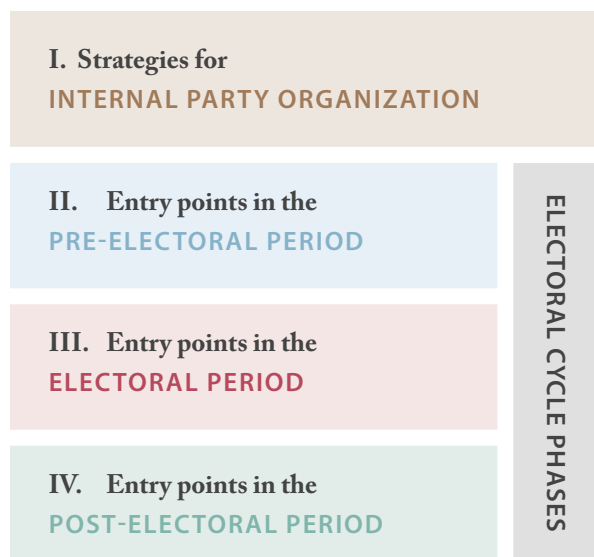 I. Strategies for
INTERNAL PARTY ORGANIZATION
II. Entry points in the
PRE-ELECTORAL PERIOD
III. Entry points in the
ELECTORAL PERIOD
IV. Entry points in the
POST-ELECTORAL PERIOD
ELECTORAL CYCLE PHASES